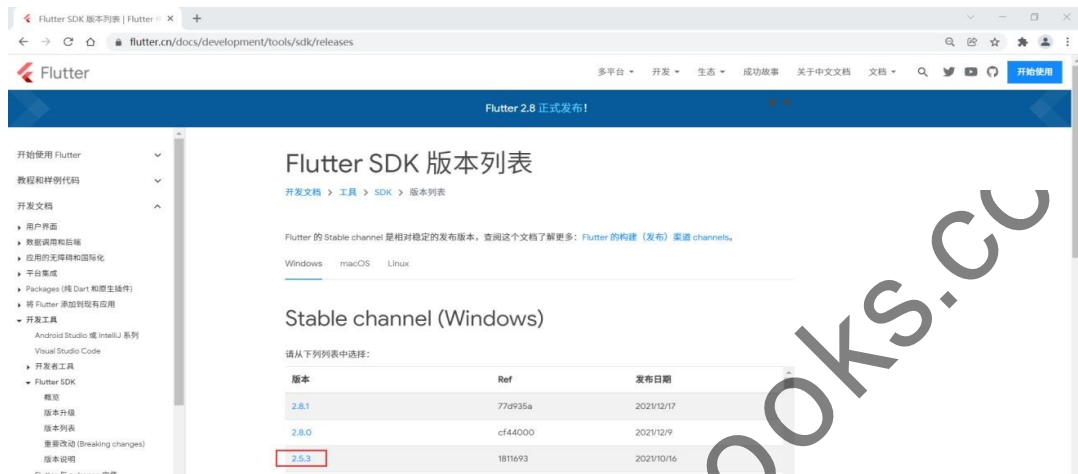 Flutter SDK 版本列表 | Flutter
flutter.cn/docs/development/tools/sdk/releases
Flutter
多平台 开发 生态 成功故事 关于中文文档 文档 开始使用
Flutter 2.8 正式发布!
开始使用 Flutter
教程和样例代码
开发文档
用户界面
数据调用和后端
应用的无障碍和国际化
平台集成
Packages (纯 Dart 和原生插件)
将 Flutter 添加到现有应用
开发工具
Android Studio 或 IntelliJ 系列
Visual Studio Code
开发者工具
Flutter SDK
概览
版本升级
版本列表
重要改动 (Breaking changes)
版本说明
Flutter SDK 版本列表
开发文档 > 工具 > SDK > 版本列表
Flutter 的 Stable channel 是相对稳定的发布版本，查阅这个文档了解更多：Flutter 的构建（发布）渠道 channels。
Windows macOS Linux
Stable channel (Windows)
请从下列列表中选择：
版本 Ref 发布日期
2.8.1 77d935a 2021/12/17
2.8.0 cf44000 2021/12/9
2.5.3 1811693 2021/10/16
ooks.co